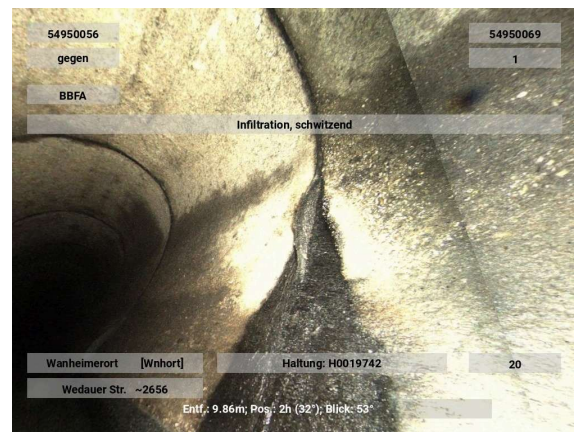 54950056 54950069
gegen 1
BBFA
Infiltration, schwitzend
Wanheimerort [Wnhort] Haltung: H0019742 20
Wedauer Str. ~2656
Entf.: 9.86m; Pos.: 2h (32°); Blick: 53°